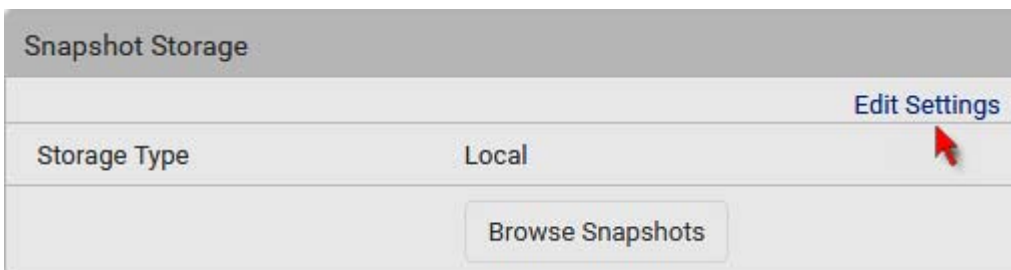 Snapshot Storage
Edit Settings
Storage Type Local
Browse Snapshots